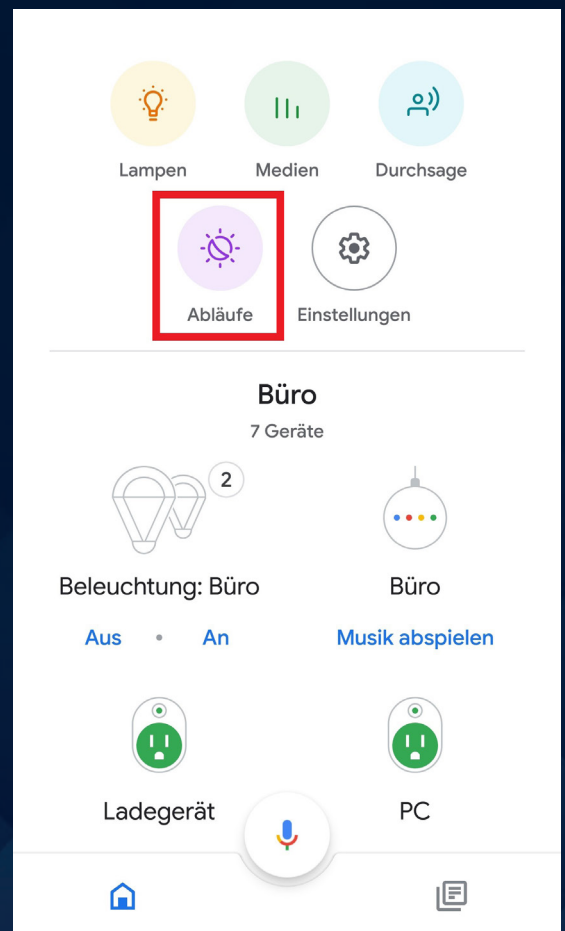 Lampen Medien Durchsage
Abläufe Einstellungen
Büro
7 Geräte
2
Beleuchtung: Büro Büro
Aus • An Musik abspielen
Ladegerät PC